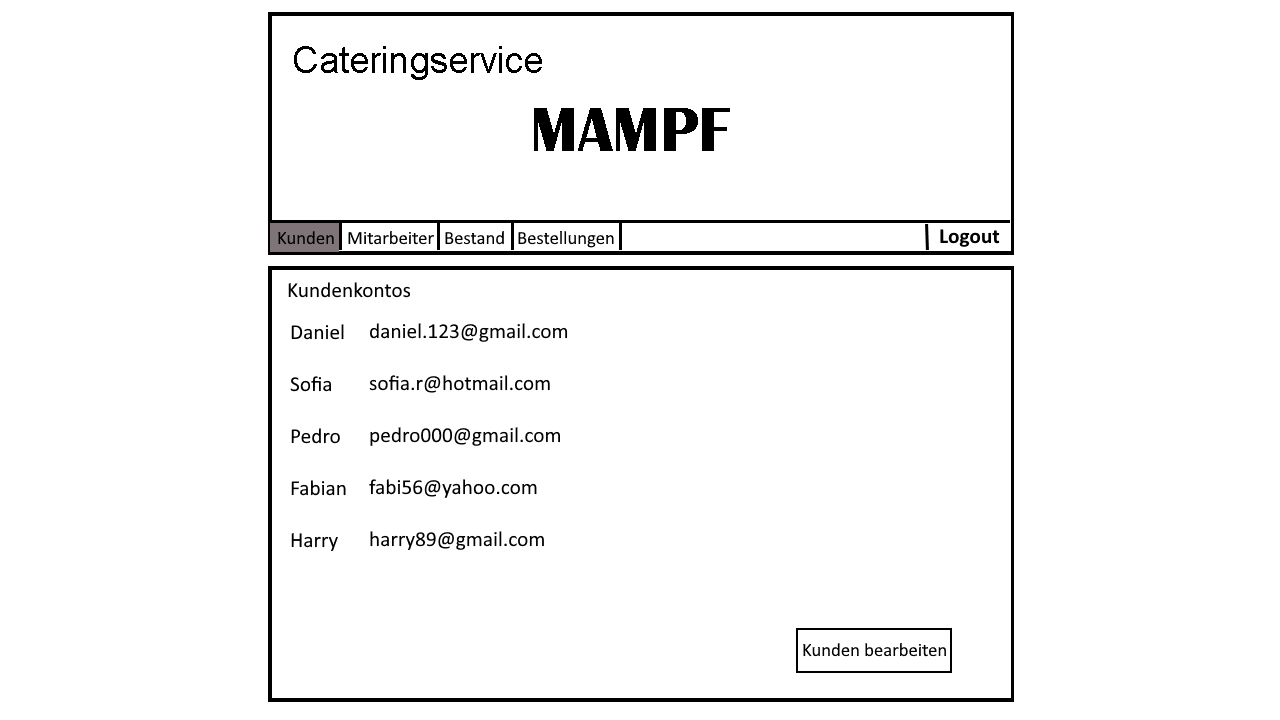 Cateringservice
MAMPF
Kunden Mitarbeiter Bestand Bestellungen Logout
Kundenkontos
Daniel daniel.123@gmail.com
Sofia sofia.r@hotmail.com
Pedro pedro000@gmail.com
Fabian fabi56@yahoo.com
Harry harry89@gmail.com
Kunden bearbeiten